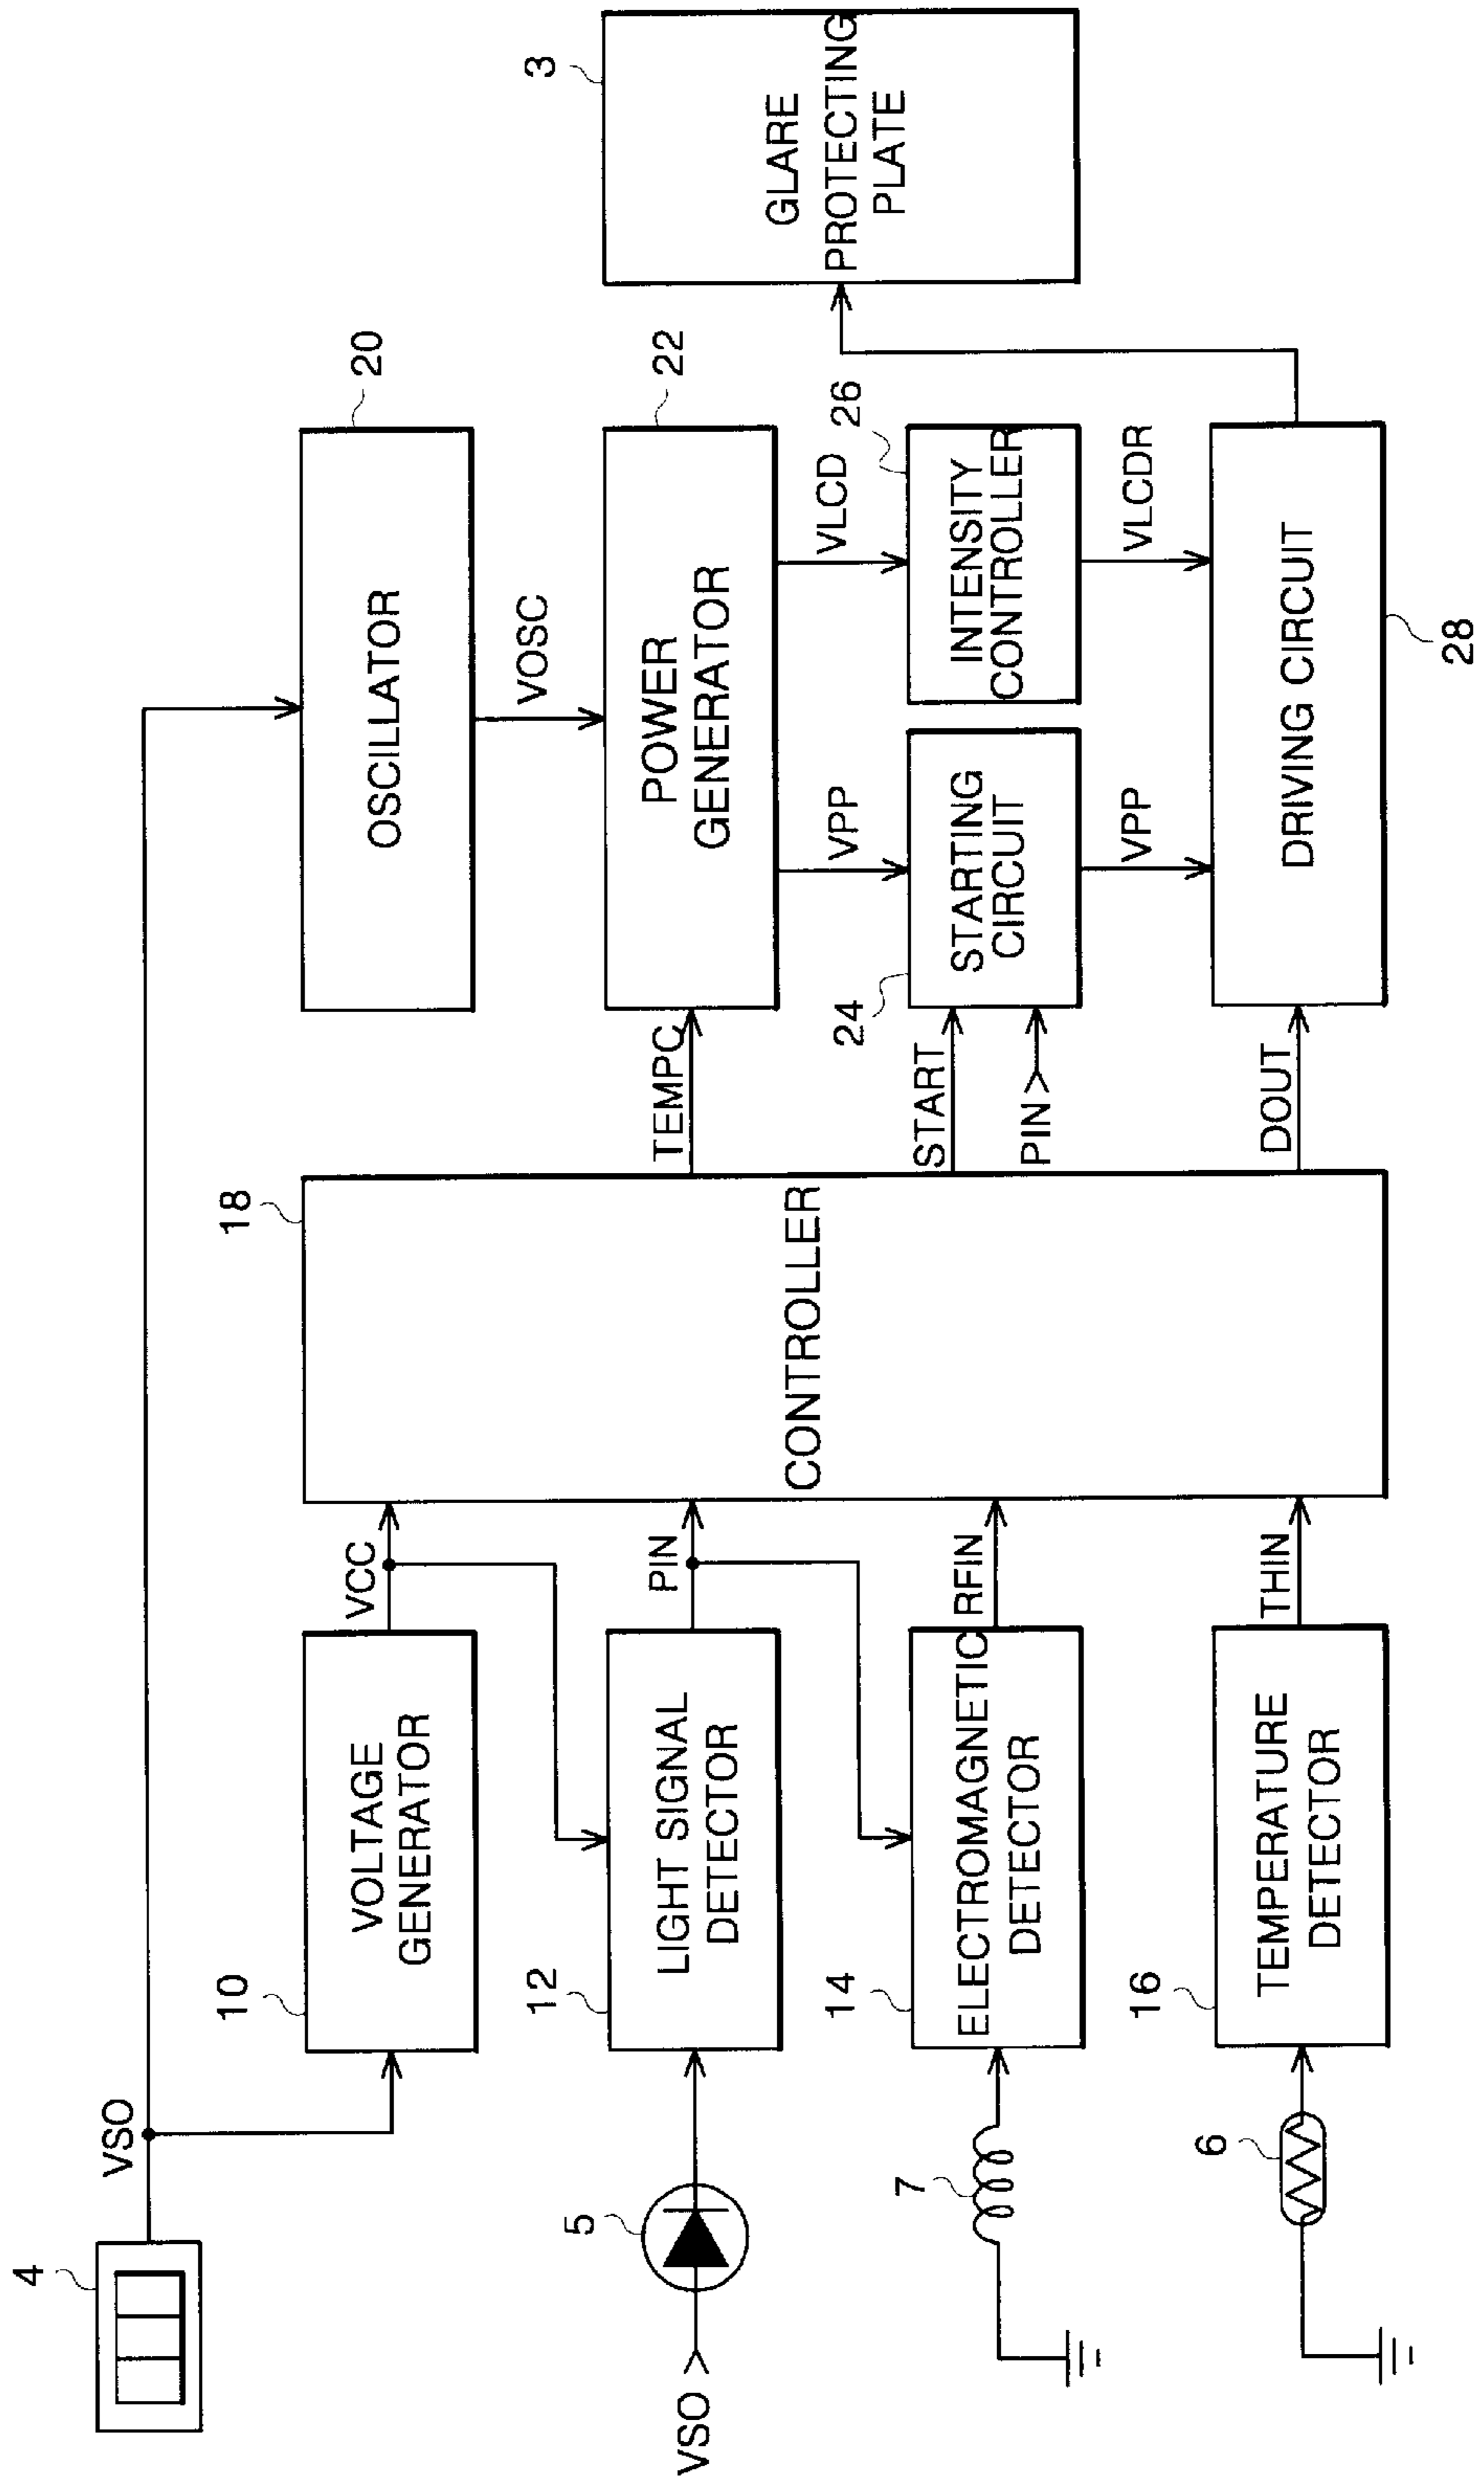 4
VSO
10
VOLTAGE
GENERATOR
VCC
18
CONTROLLER
20
OSCILLATOR
VOSC
VSO
5
12
LIGHT SIGNAL
DETECTOR
PIN
TEMPC
22
POWER
GENERATOR
VPP
VLCD
3
GLARE
PROTECTING
PLATE
7
14
ELECTROMAGNETIC
DETECTOR
RFIN
START
PIN
24
STARTING
CIRCUIT
26
INTENSITY
CONTROLLER
VPP
VLCDR
6
16
TEMPERATURE
DETECTOR
THIN
DOUT
DRIVING CIRCUIT
28